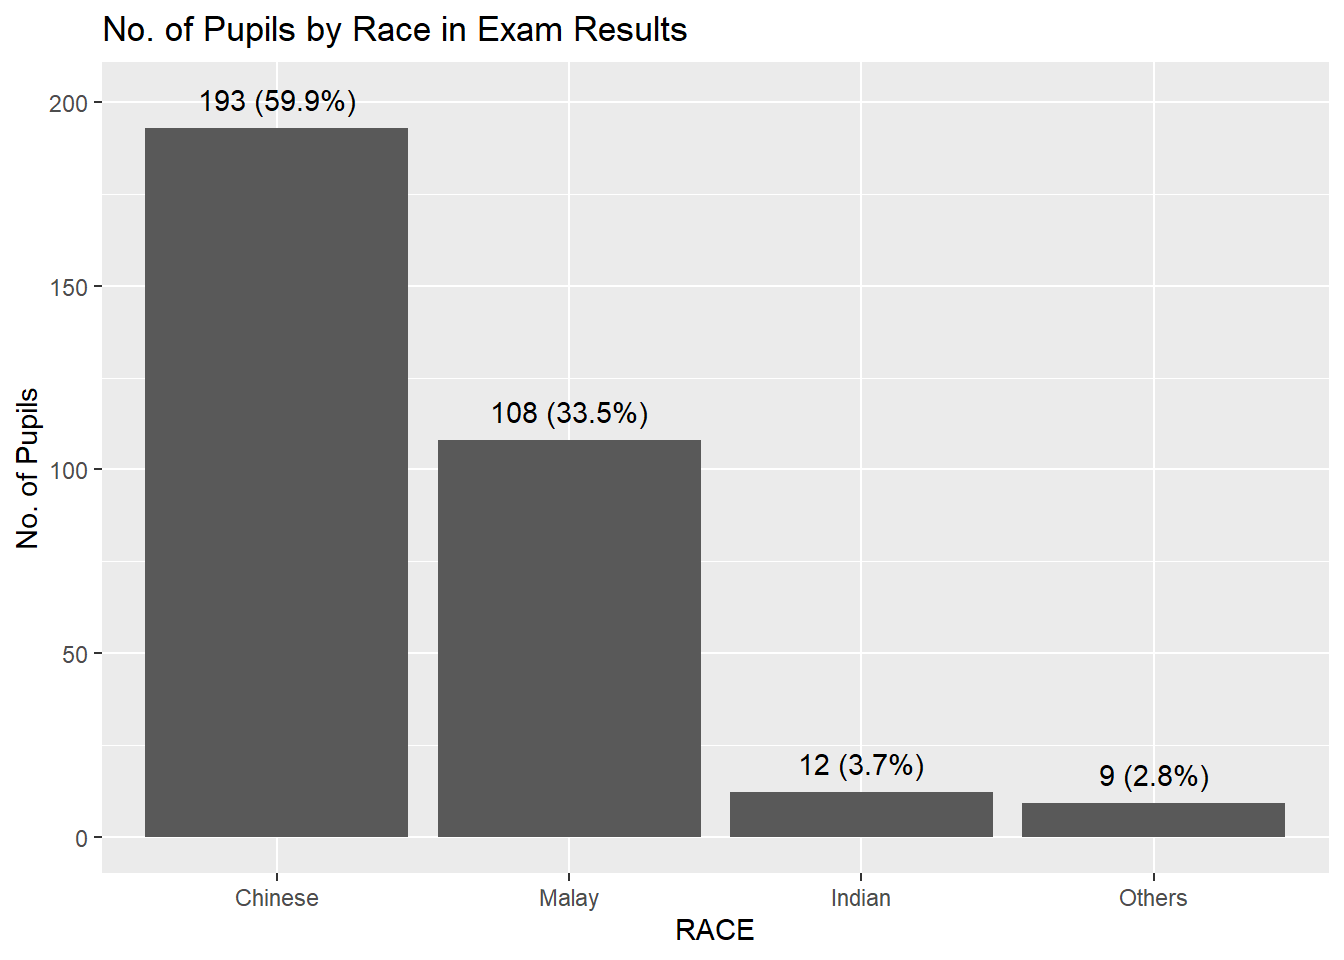 No. of Pupils by Race in Exam Results
No. of Pupils
200
150
100
50
0
193 (59.9%)
108 (33.5%)
12 (3.7%)
9 (2.8%)
Chinese
Malay
Indian
Others
RACE